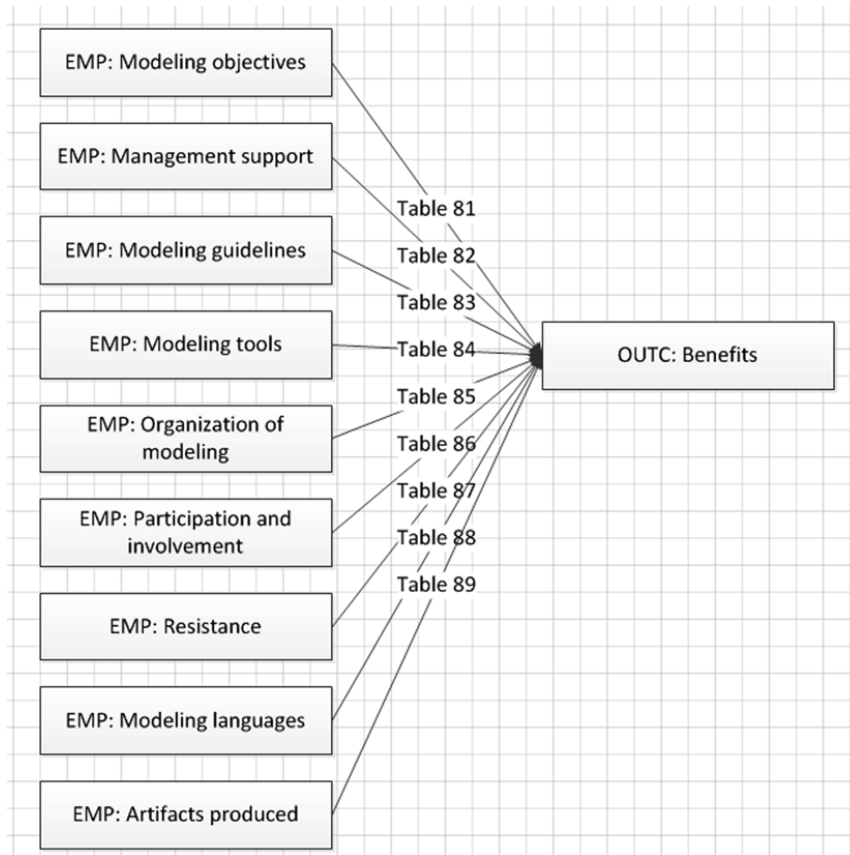 EMP: Modeling objectives
EMP: Management support
EMP: Modeling guidelines
EMP: Modeling tools
EMP: Organization of
modeling
EMP: Participation and
involvement
EMP: Resistance
EMP: Modeling languages
EMP: Artifacts produced
Table 81
Table 82
Table 83
Table 84
Table 85
Table 86
Table 87
Table 88
Table 89
OUTC: Benefits